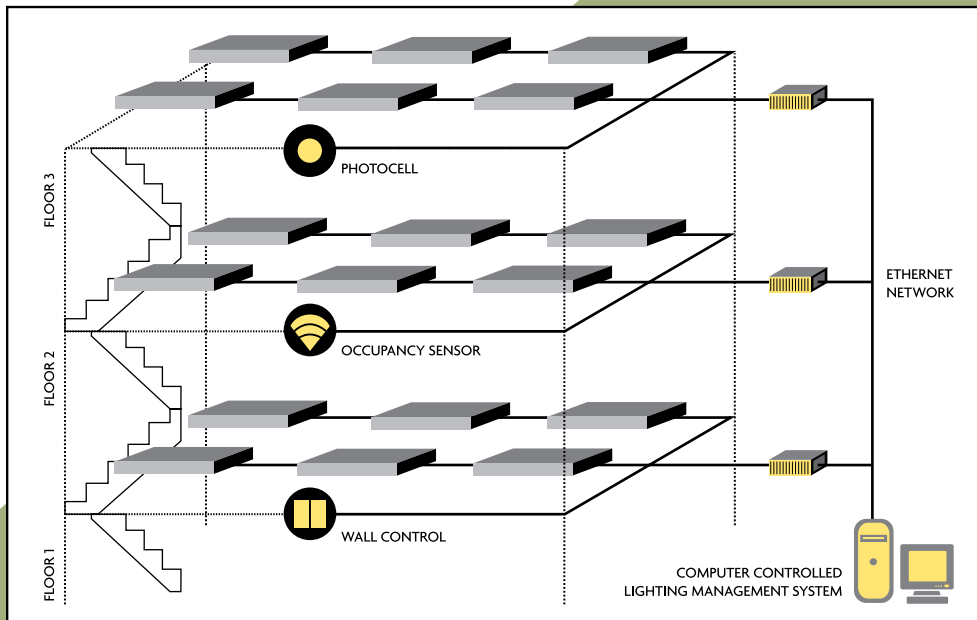 FLOOR 3
PHOTOCELL
ETHERNET
NETWORK
FLOOR 2
OCCUPANCY SENSOR
FLOOR 1
WALL CONTROL
COMPUTER CONTROLLED
LIGHTING MANAGEMENT SYSTEM